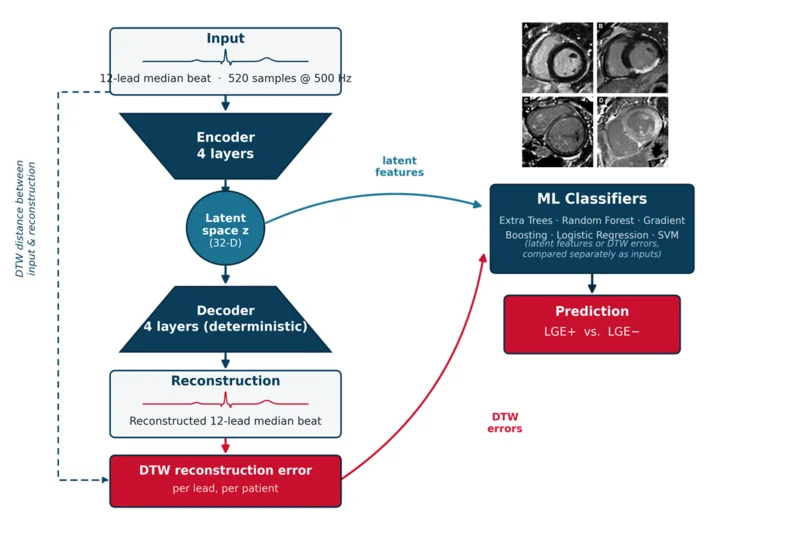 Input
12-lead median beat · 520 samples @ 500 Hz
Encoder
4 layers
Latent
space z
(32-D)
Decoder
4 layers (deterministic)
Reconstruction
Reconstructed 12-lead median beat
DTW reconstruction error
per lead, per patient
DTW distance between
input & reconstruction
latent
features
DTW
errors
A
B
C
D
ML Classifiers
Extra Trees · Random Forest · Gradient
Boosting · Logistic Regression · SVM
(latent features or DTW errors,
compared separately as inputs)
Prediction
LGE+ vs. LGE−